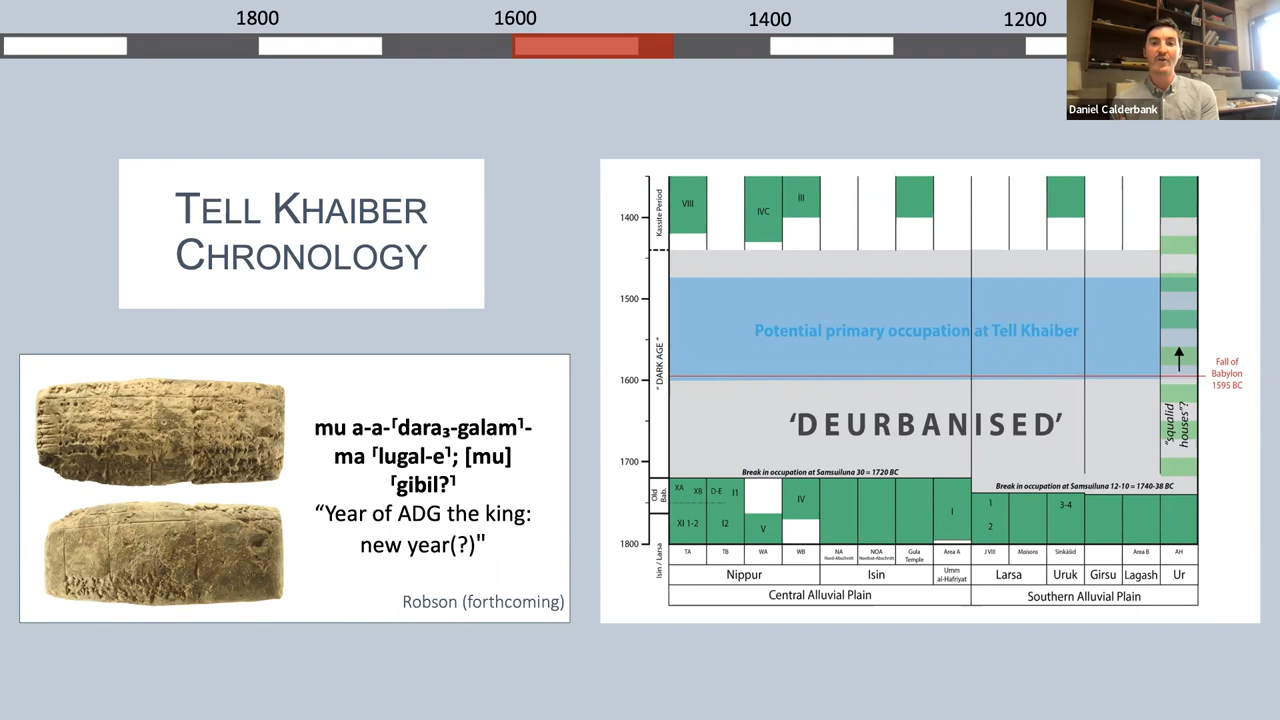 1800 1600 1400 1200
Daniel Calderbank
TELL KHAIBER
CHRONOLOGY
mu a-a-⸢dara₃-galam⸣-
ma ⸢lugal-e⸣; [mu]
⸢gibil?⸣
“Year of ADG the king:
new year(?)"
Robson (forthcoming)
Kassite Period
" DARK AGE "
Old
Bab.
Isin / Larsa
1400
1500
1600
1700
1800
VIII
IVC
III
Potential primary occupation at Tell Khaiber
Fall of
Babylon
1595 BC
'DEURBANISED'
"squalid
houses"?
Break in occupation at Samsuiluna 30 = 1720 BC
Break in occupation at Samsuiluna 12-10 = 1740-38 BC
XA XB D-E I1
XI 1-2 I2
V
IV
I
1
2
3-4
TA TB WA WB NA NOA Gula Area A J VIII Maisons Sinkāšid Area B AH
Nord-Abschnitt Nordost-Abschnitt Temple
Nippur Isin Umm Larsa Uruk Girsu Lagash Ur
al-Hafriyat
Central Alluvial Plain Southern Alluvial Plain